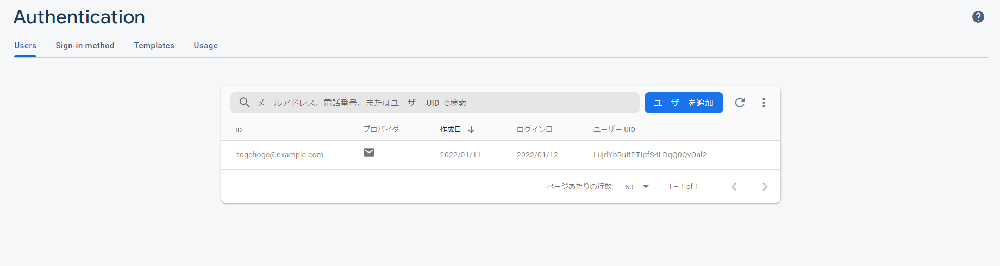 Authentication
Users Sign-in method Templates Usage
メールアドレス、電話番号、またはユーザー UID で検索 ユーザーを追加
ID プロバイダ 作成日 ログイン日 ユーザー UID
hogehoge@example.com 2022/01/11 2022/01/12 LujdYbRuItPTIpfS4LDqQ0QvOal2
ページあたりの行数: 50 1 – 1 of 1